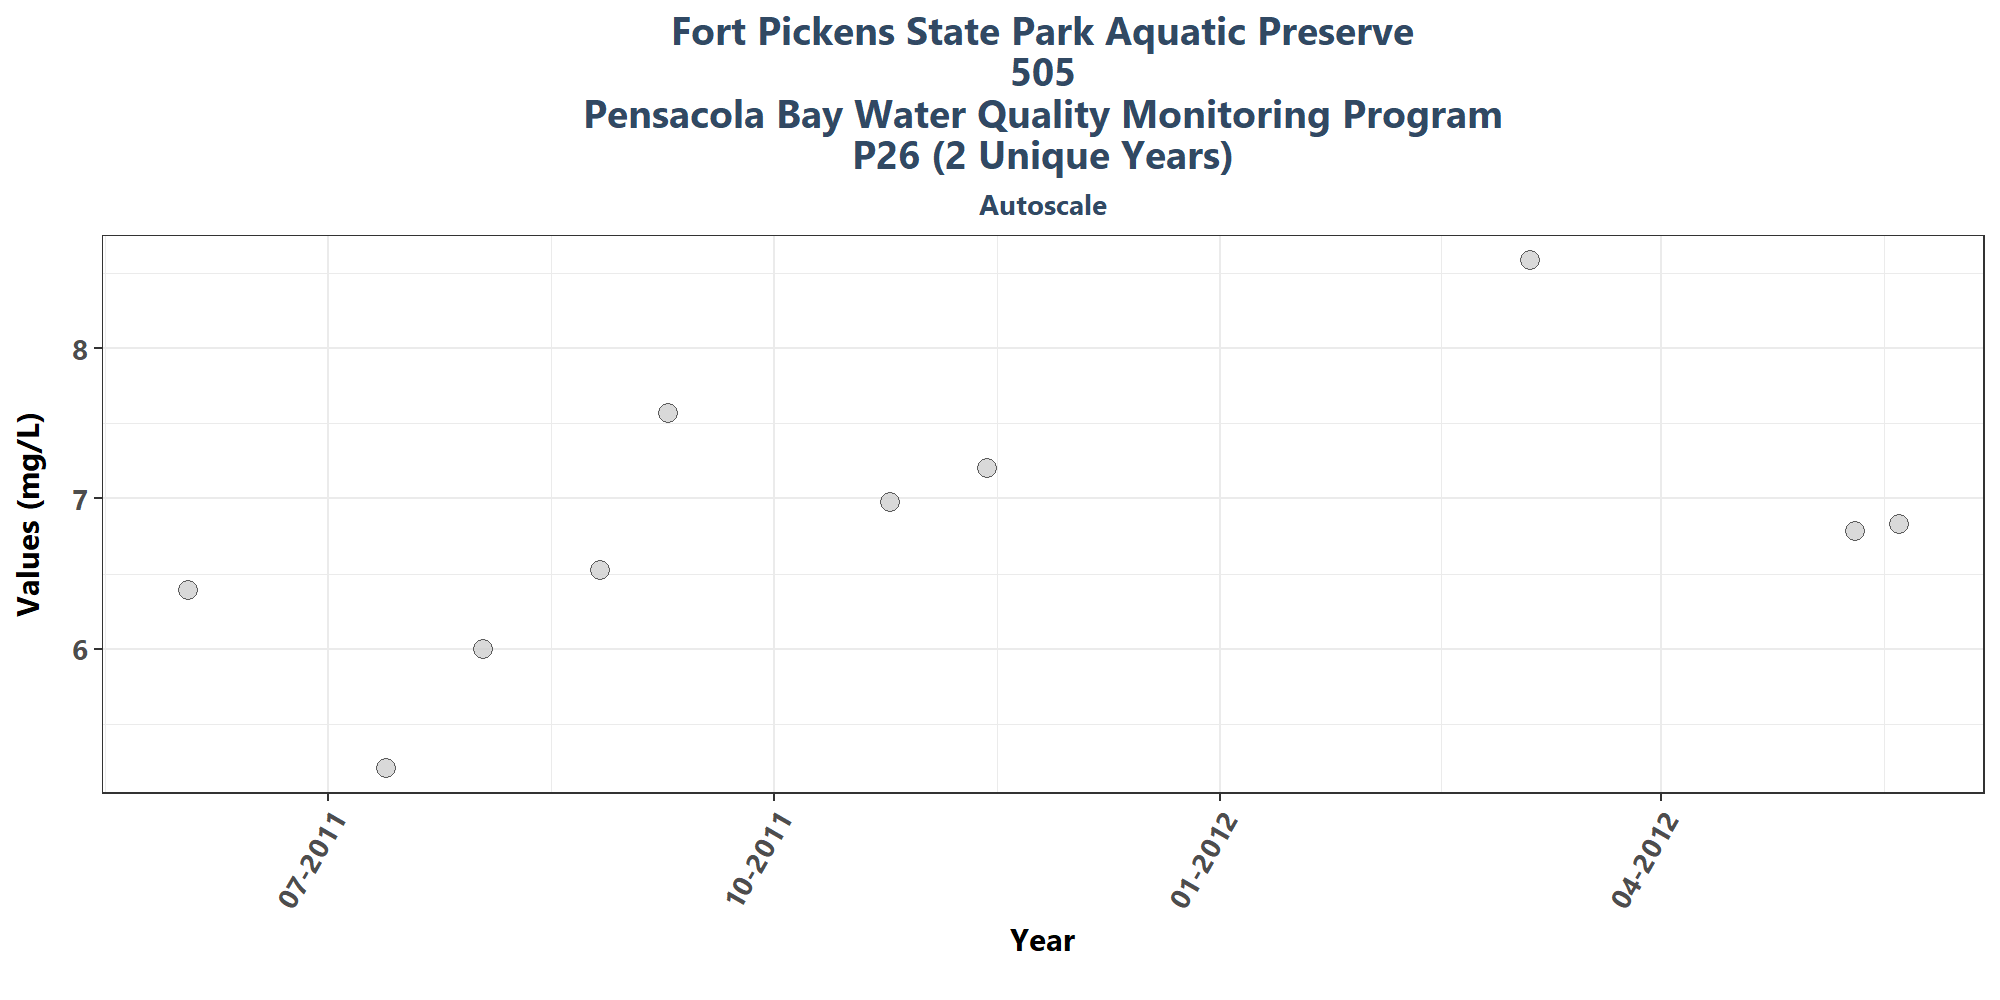 Fort Pickens State Park Aquatic Preserve
505
Pensacola Bay Water Quality Monitoring Program
P26 (2 Unique Years)
Autoscale
Values (mg/L)
8
7
6
07-2011
10-2011
01-2012
04-2012
Year